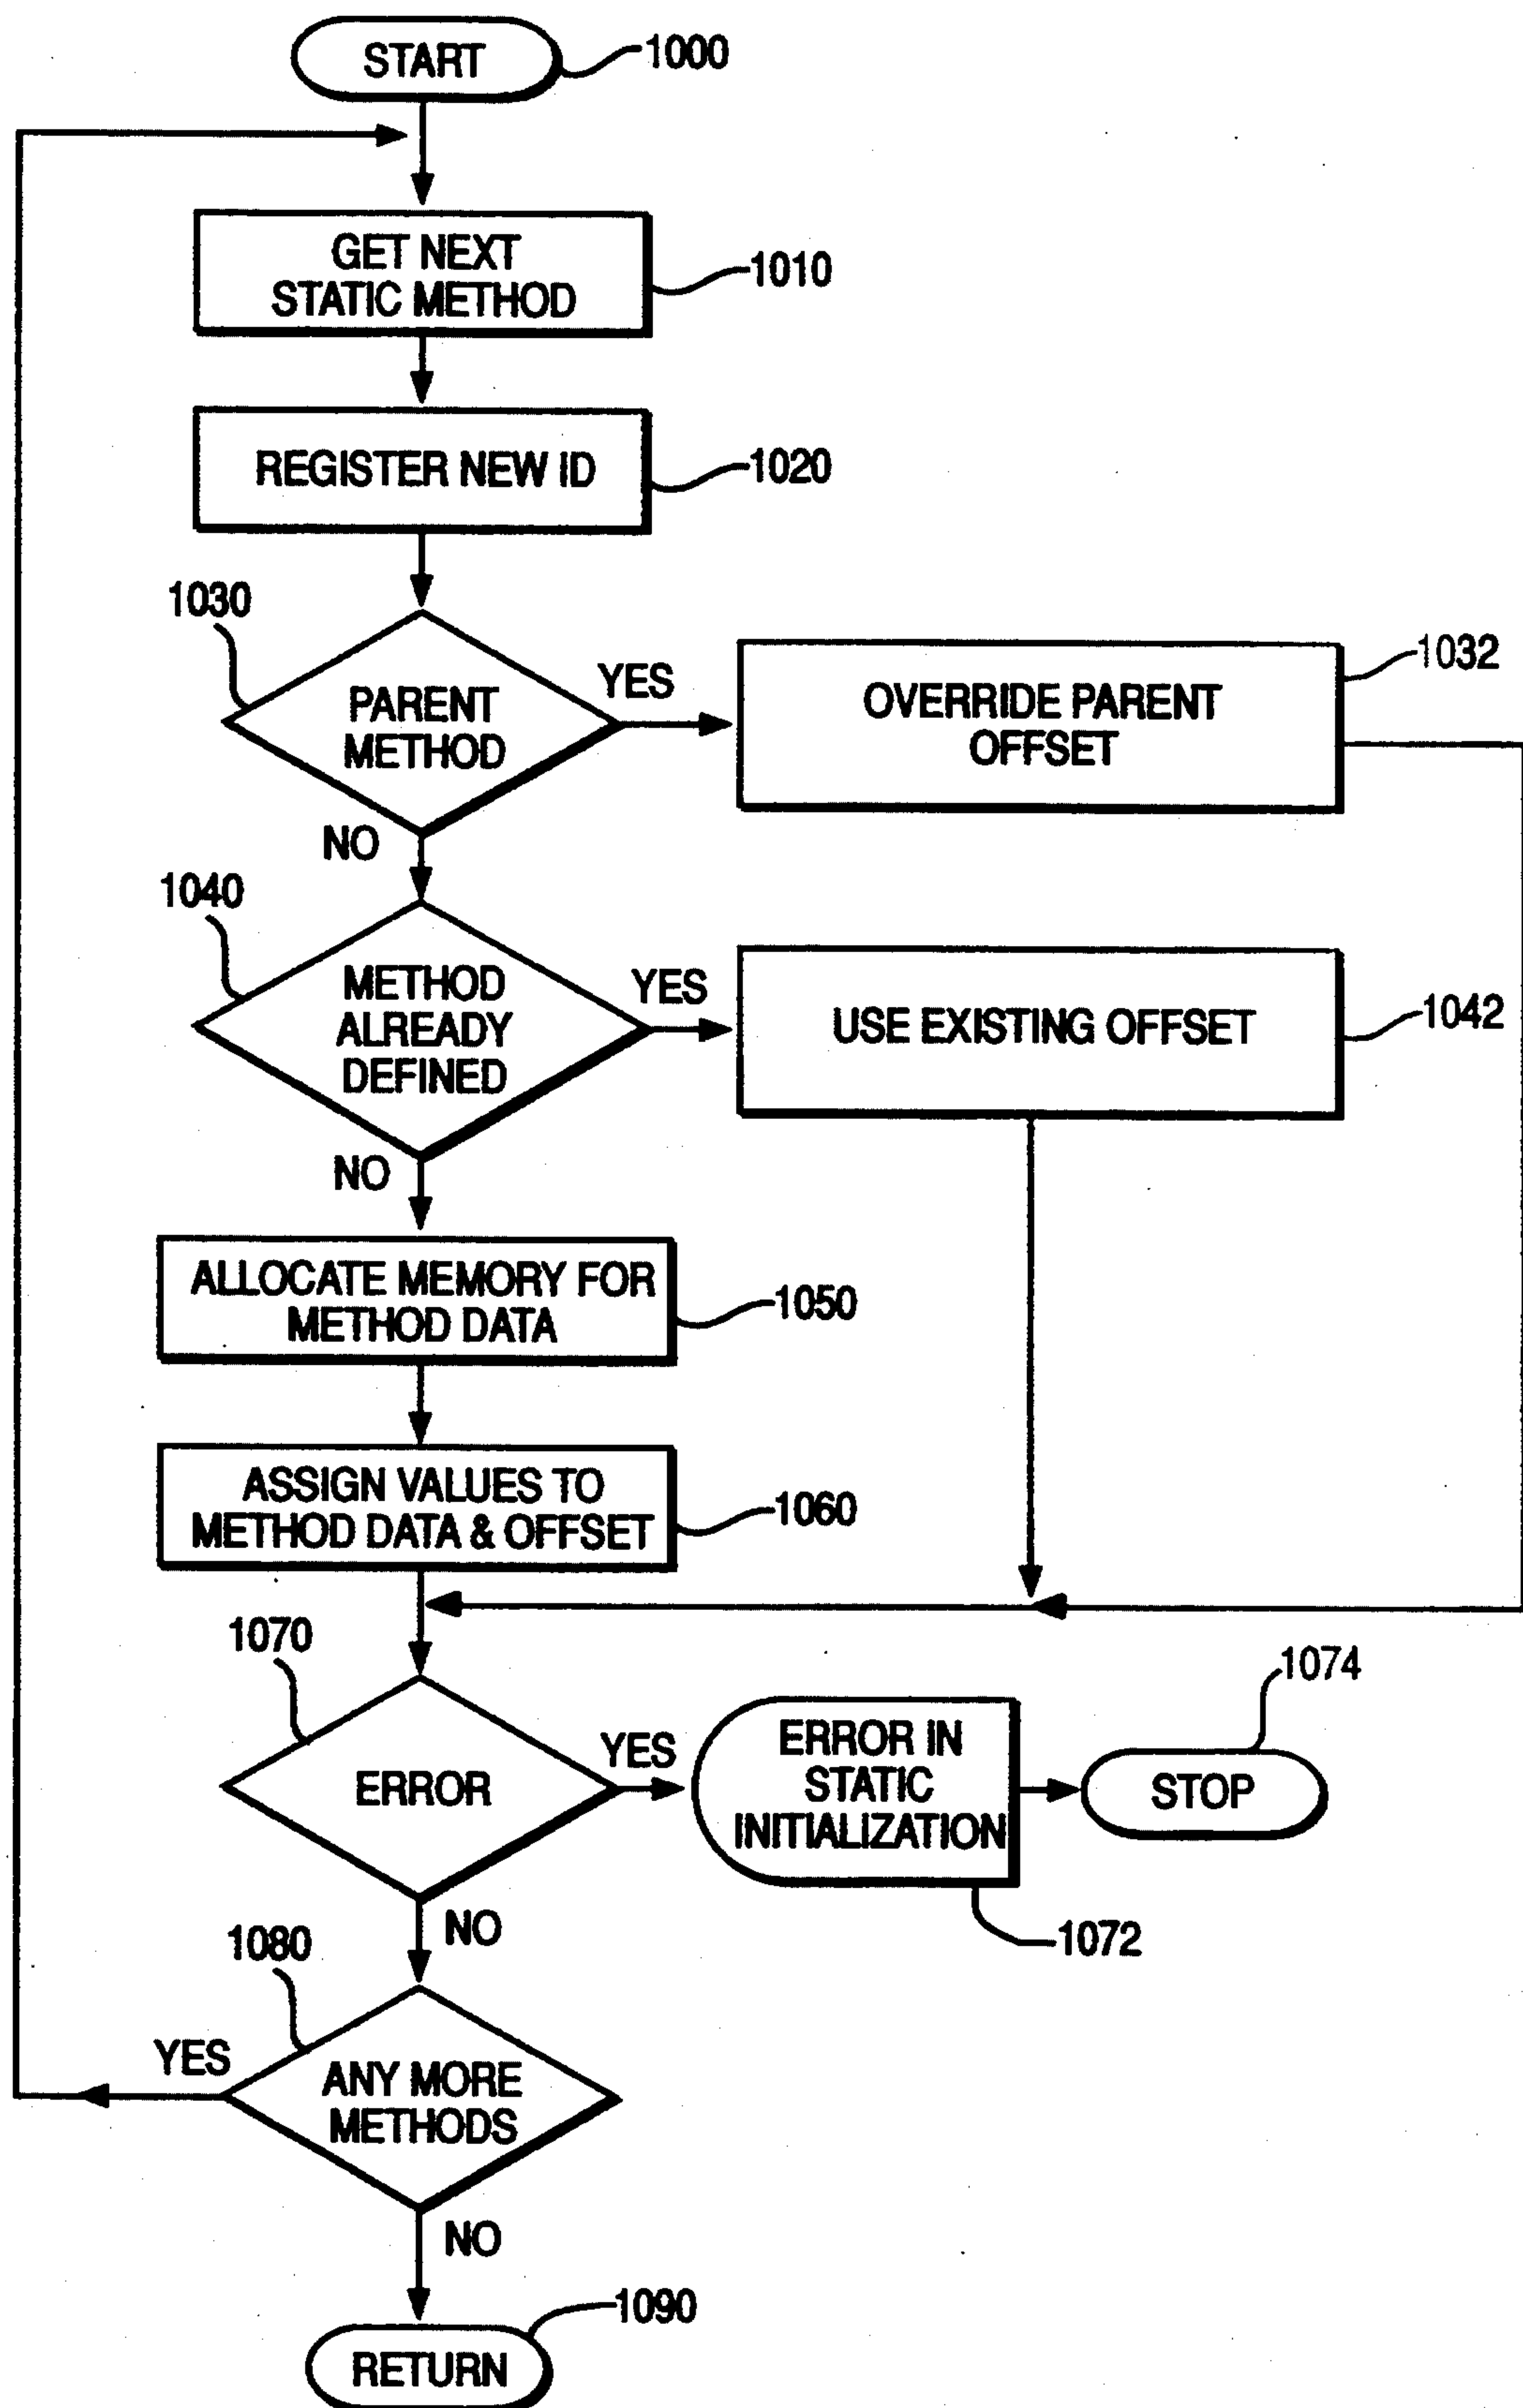 START
1000
GET NEXT
STATIC METHOD
1010
REGISTER NEW ID
1020
1030
PARENT
METHOD
YES
OVERRIDE PARENT
OFFSET
1032
NO
1040
METHOD
ALREADY
DEFINED
YES
USE EXISTING OFFSET
1042
NO
ALLOCATE MEMORY FOR
METHOD DATA
1050
ASSIGN VALUES TO
METHOD DATA & OFFSET
1060
1070
ERROR
YES
ERROR IN
STATIC
INITIALIZATION
1072
STOP
1074
NO
1080
ANY MORE
METHODS
YES
NO
RETURN
1090